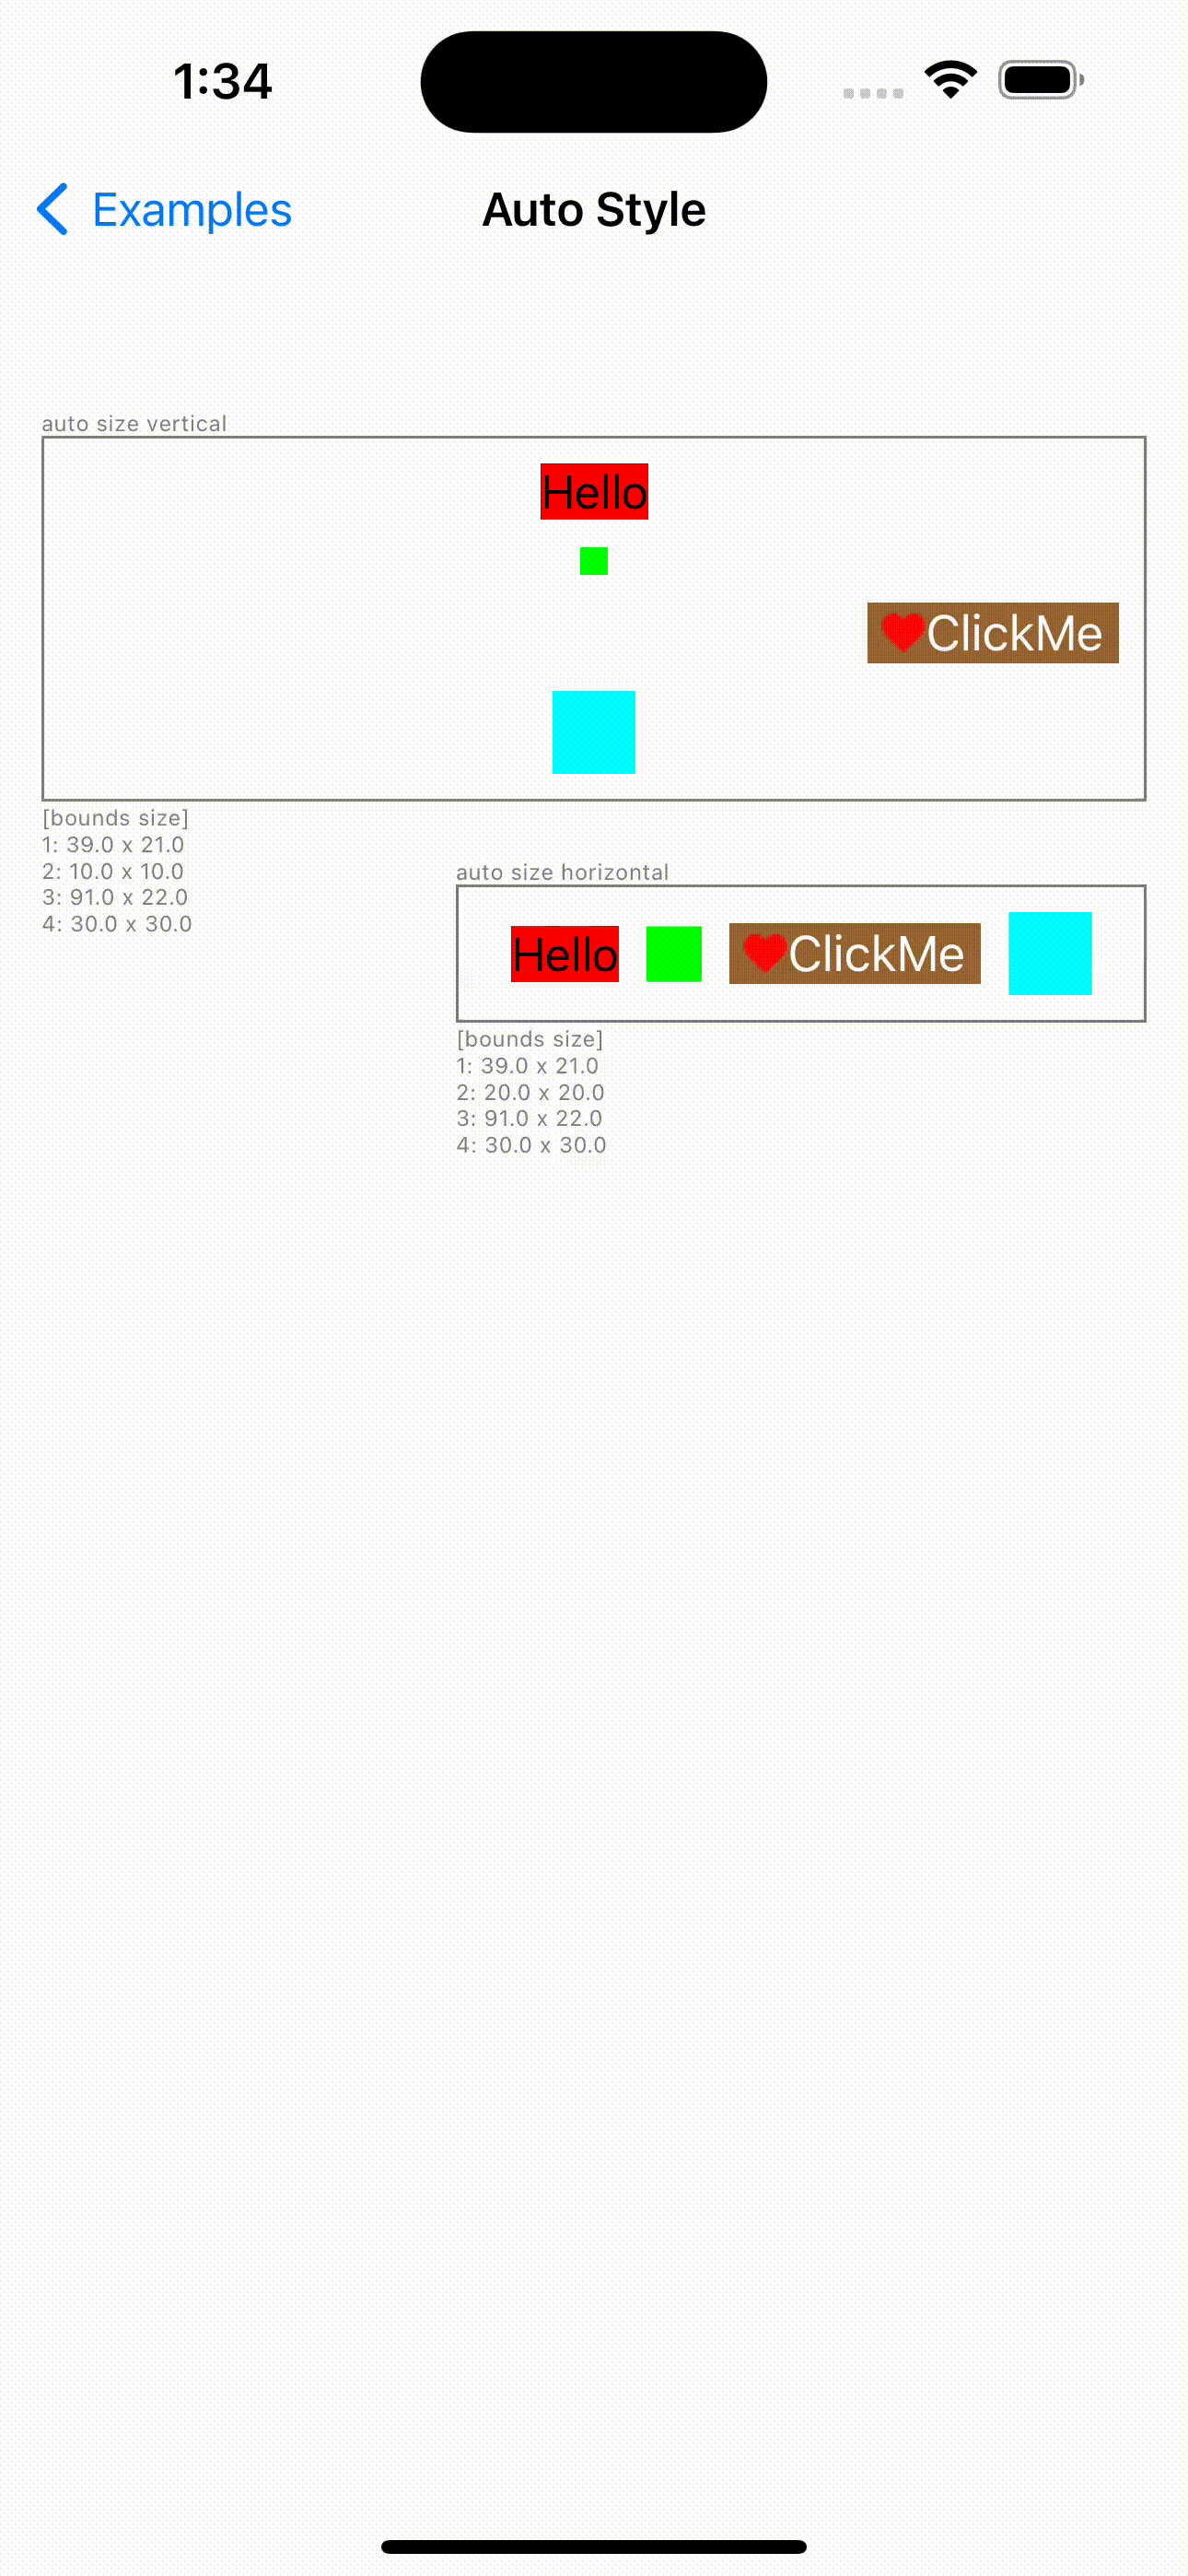 1:34
Examples
Auto Style
auto size vertical
Hello
ClickMe
[bounds size]
1: 39.0 x 21.0
2: 10.0 x 10.0
3: 91.0 x 22.0
4: 30.0 x 30.0
auto size horizontal
Hello
ClickMe
[bounds size]
1: 39.0 x 21.0
2: 20.0 x 20.0
3: 91.0 x 22.0
4: 30.0 x 30.0